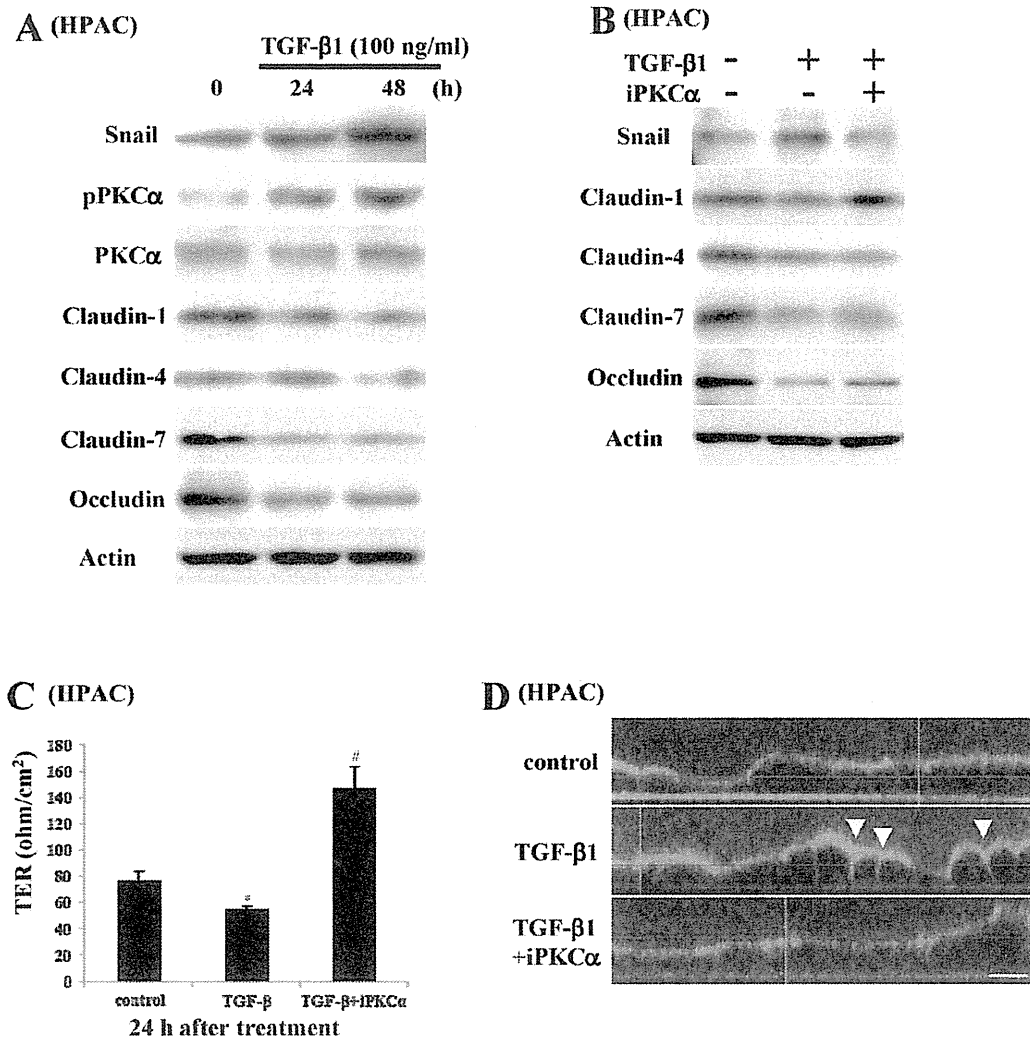 A (HPAC)
TGF-β1 (100 ng/ml)
0 24 48 (h)
Snail
pPKCα
PKCα
Claudin-1
Claudin-4
Claudin-7
Occludin
Actin
B (HPAC)
TGF-β1 - + +
iPKCα - - +
Snail
Claudin-1
Claudin-4
Claudin-7
Occludin
Actin
C (HPAC)
TER (ohm/cm²)
180
160
140
120
100
80
60
40
20
0
#
control TGF-β TGF-β+iPKCα
24 h after treatment
D (HPAC)
control
TGF-β1
TGF-β1
+iPKCα